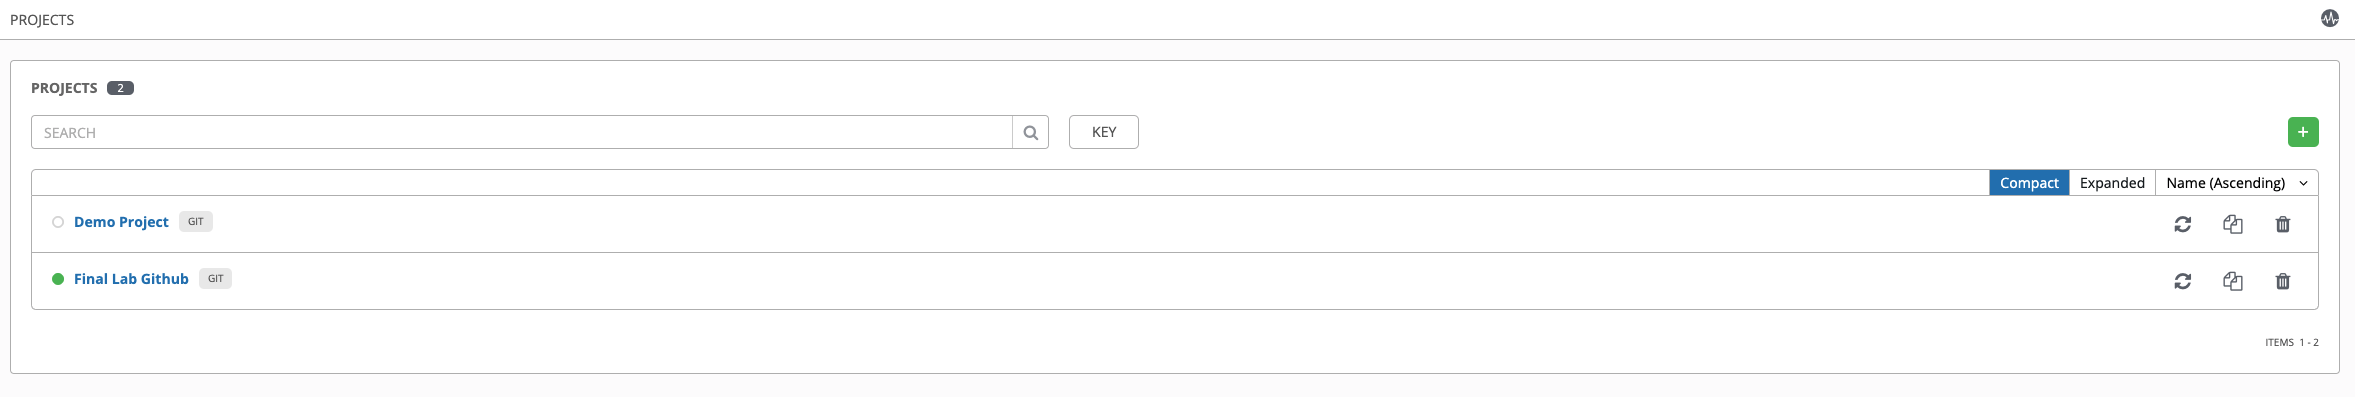 PROJECTS
PROJECTS 2
SEARCH KEY +
Compact Expanded Name (Ascending)
Demo Project GIT
Final Lab Github GIT
ITEMS 1 - 2